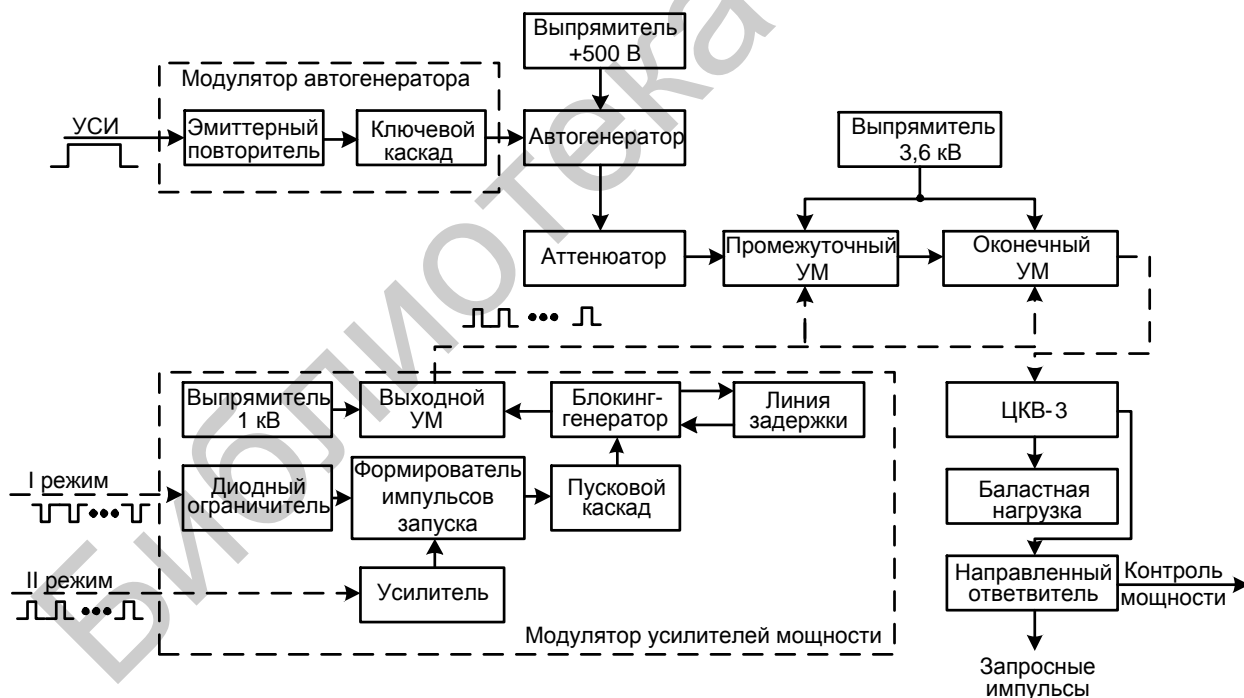 Выпрямитель
+500 В
Модулятор автогенератора
УСИ
Эмиттерный
повторитель
Ключевой
каскад
Автогенератор
Выпрямитель
3,6 кВ
Аттенюатор
Промежуточный
УМ
Оконечный
УМ
Выпрямитель
1 кВ
Выходной
УМ
Блокинг-
генератор
Линия
задержки
ЦКВ-3
I режим
Диодный
ограничитель
Формирователь
импульсов
запуска
Пусковой
каскад
Баластная
нагрузка
II режим
Усилитель
Направленный
ответвитель
Контроль
мощности
Модулятор усилителей мощности
Запросные
импульсы
Библиотека